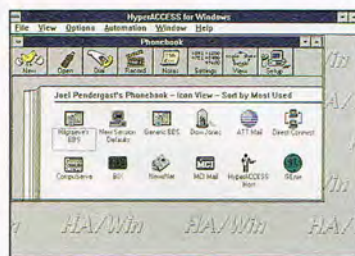 HyperACCESS for Windows
File View Options Automation Window Help
Phonebook
New Open Dial Record Notes Settings View Setup
Joel Pendergast's Phonebook - Icon View - Sort by Most Used
Hilgraeve's BBS New Session Defaults Generic BBS Dow Jones ATT Mail Direct Connect
CompuServe BIX NewsNet MCI Mail HyperACCESS Host GEnie
HA/Win HA/Win HA/